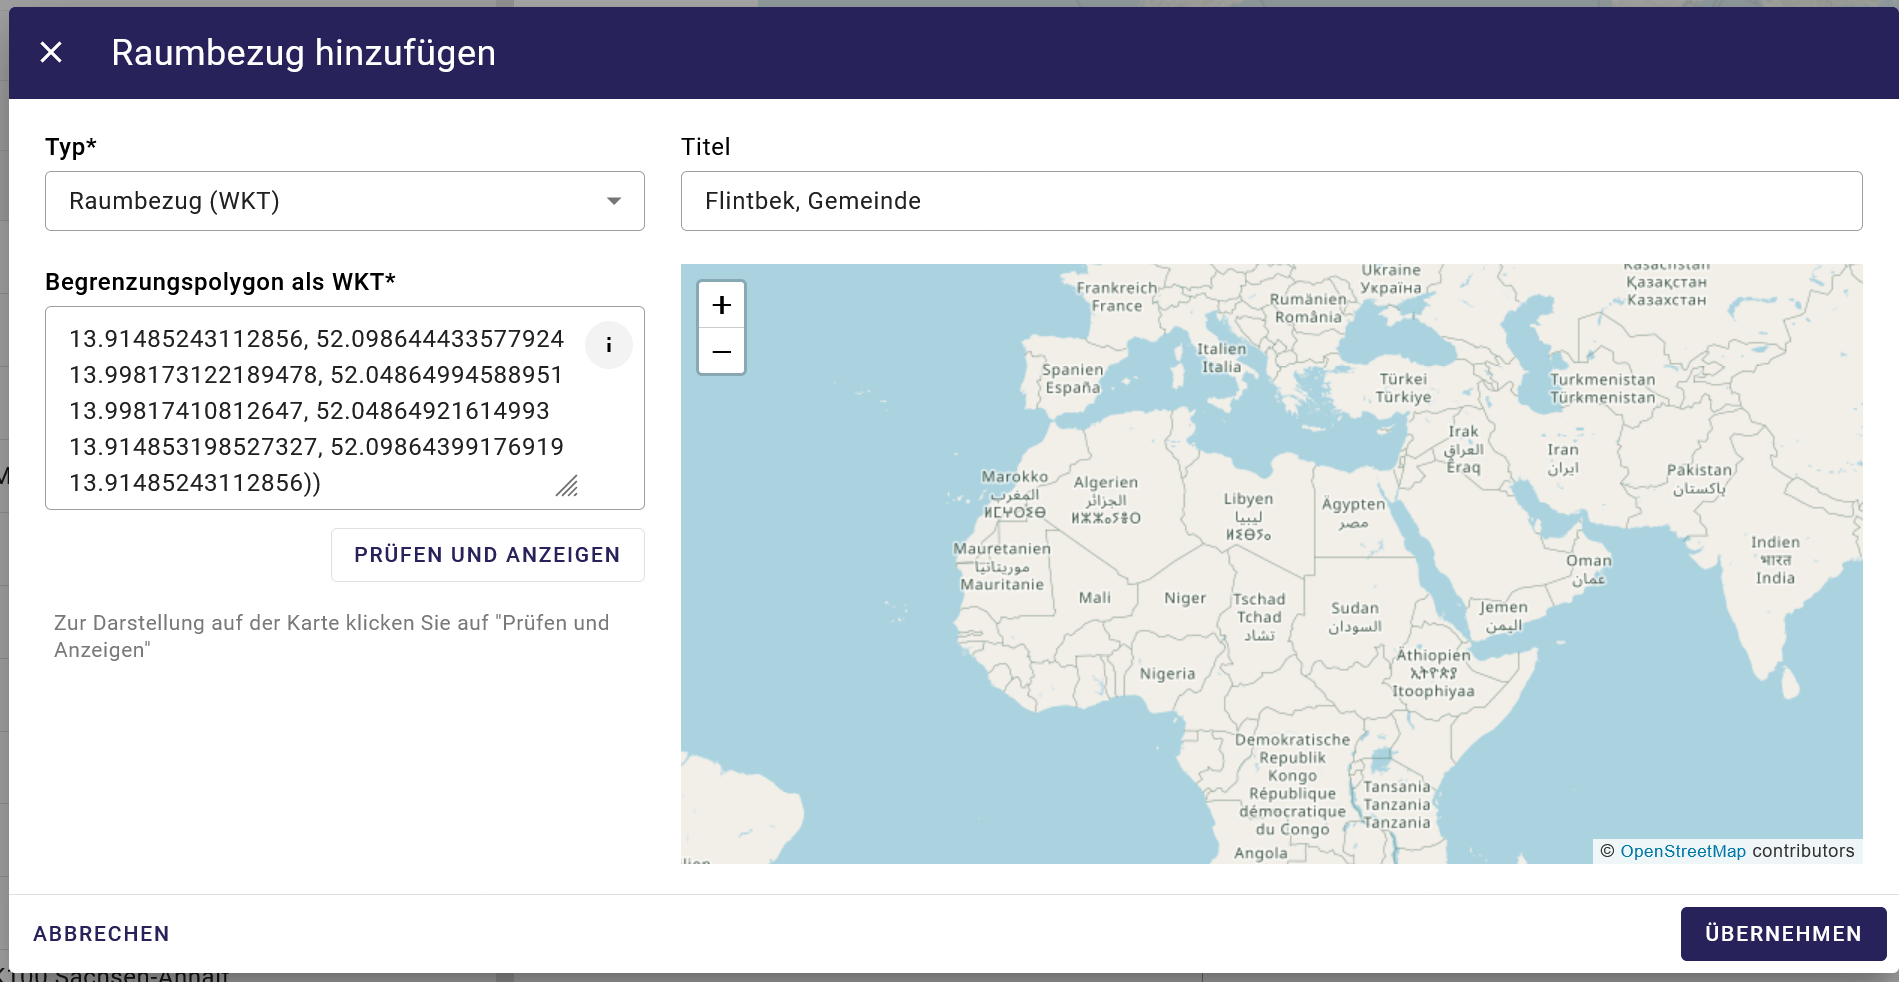 Raumbezug hinzufügen
Typ*
Raumbezug (WKT)
Titel
Flintbek, Gemeinde
Begrenzungspolygon als WKT*
13.91485243112856, 52.098644433577924
13.998173122189478, 52.04864994588951
13.99817410812647, 52.04864921614993
13.914853198527327, 52.09864399176919
13.91485243112856))
i
PRÜFEN UND ANZEIGEN
Zur Darstellung auf der Karte klicken Sie auf "Prüfen und
Anzeigen"
+
−
Frankreich
France
Ukraine
Україна
Rumänien
România
Kasachstan
Қазақстан
Казахстан
Italien
Italia
Spanien
España
Türkei
Türkiye
Turkmenistan
Türkmenistan
Irak
العراق
Êraq
Iran
ایران
Pakistan
پاکستان
Marokko
المغرب
ⵍⵎⵖⵔⵉⴱ
Algerien
الجزائر
ⵍⵣⵣⴰⵢⴻⵔ
Libyen
ليبيا
ⵍⵉⴱⵢⴰ
Ägypten
مصر
Mauretanien
موريتانيا
Mauritanie
Oman
عمان
Indien
भारत
India
Mali
Niger
Tschad
Tchad
تشاد
Sudan
السودان
Jemen
اليمن
Nigeria
Äthiopien
ኢትዮጵያ
Itoophiyaa
Demokratische
Republik
Kongo
République
démocratique
du Congo
Tansania
Tanzania
Tanzania
Angola
lien
© OpenStreetMap contributors
ABBRECHEN
ÜBERNEHMEN
Sachsen-Anhalt